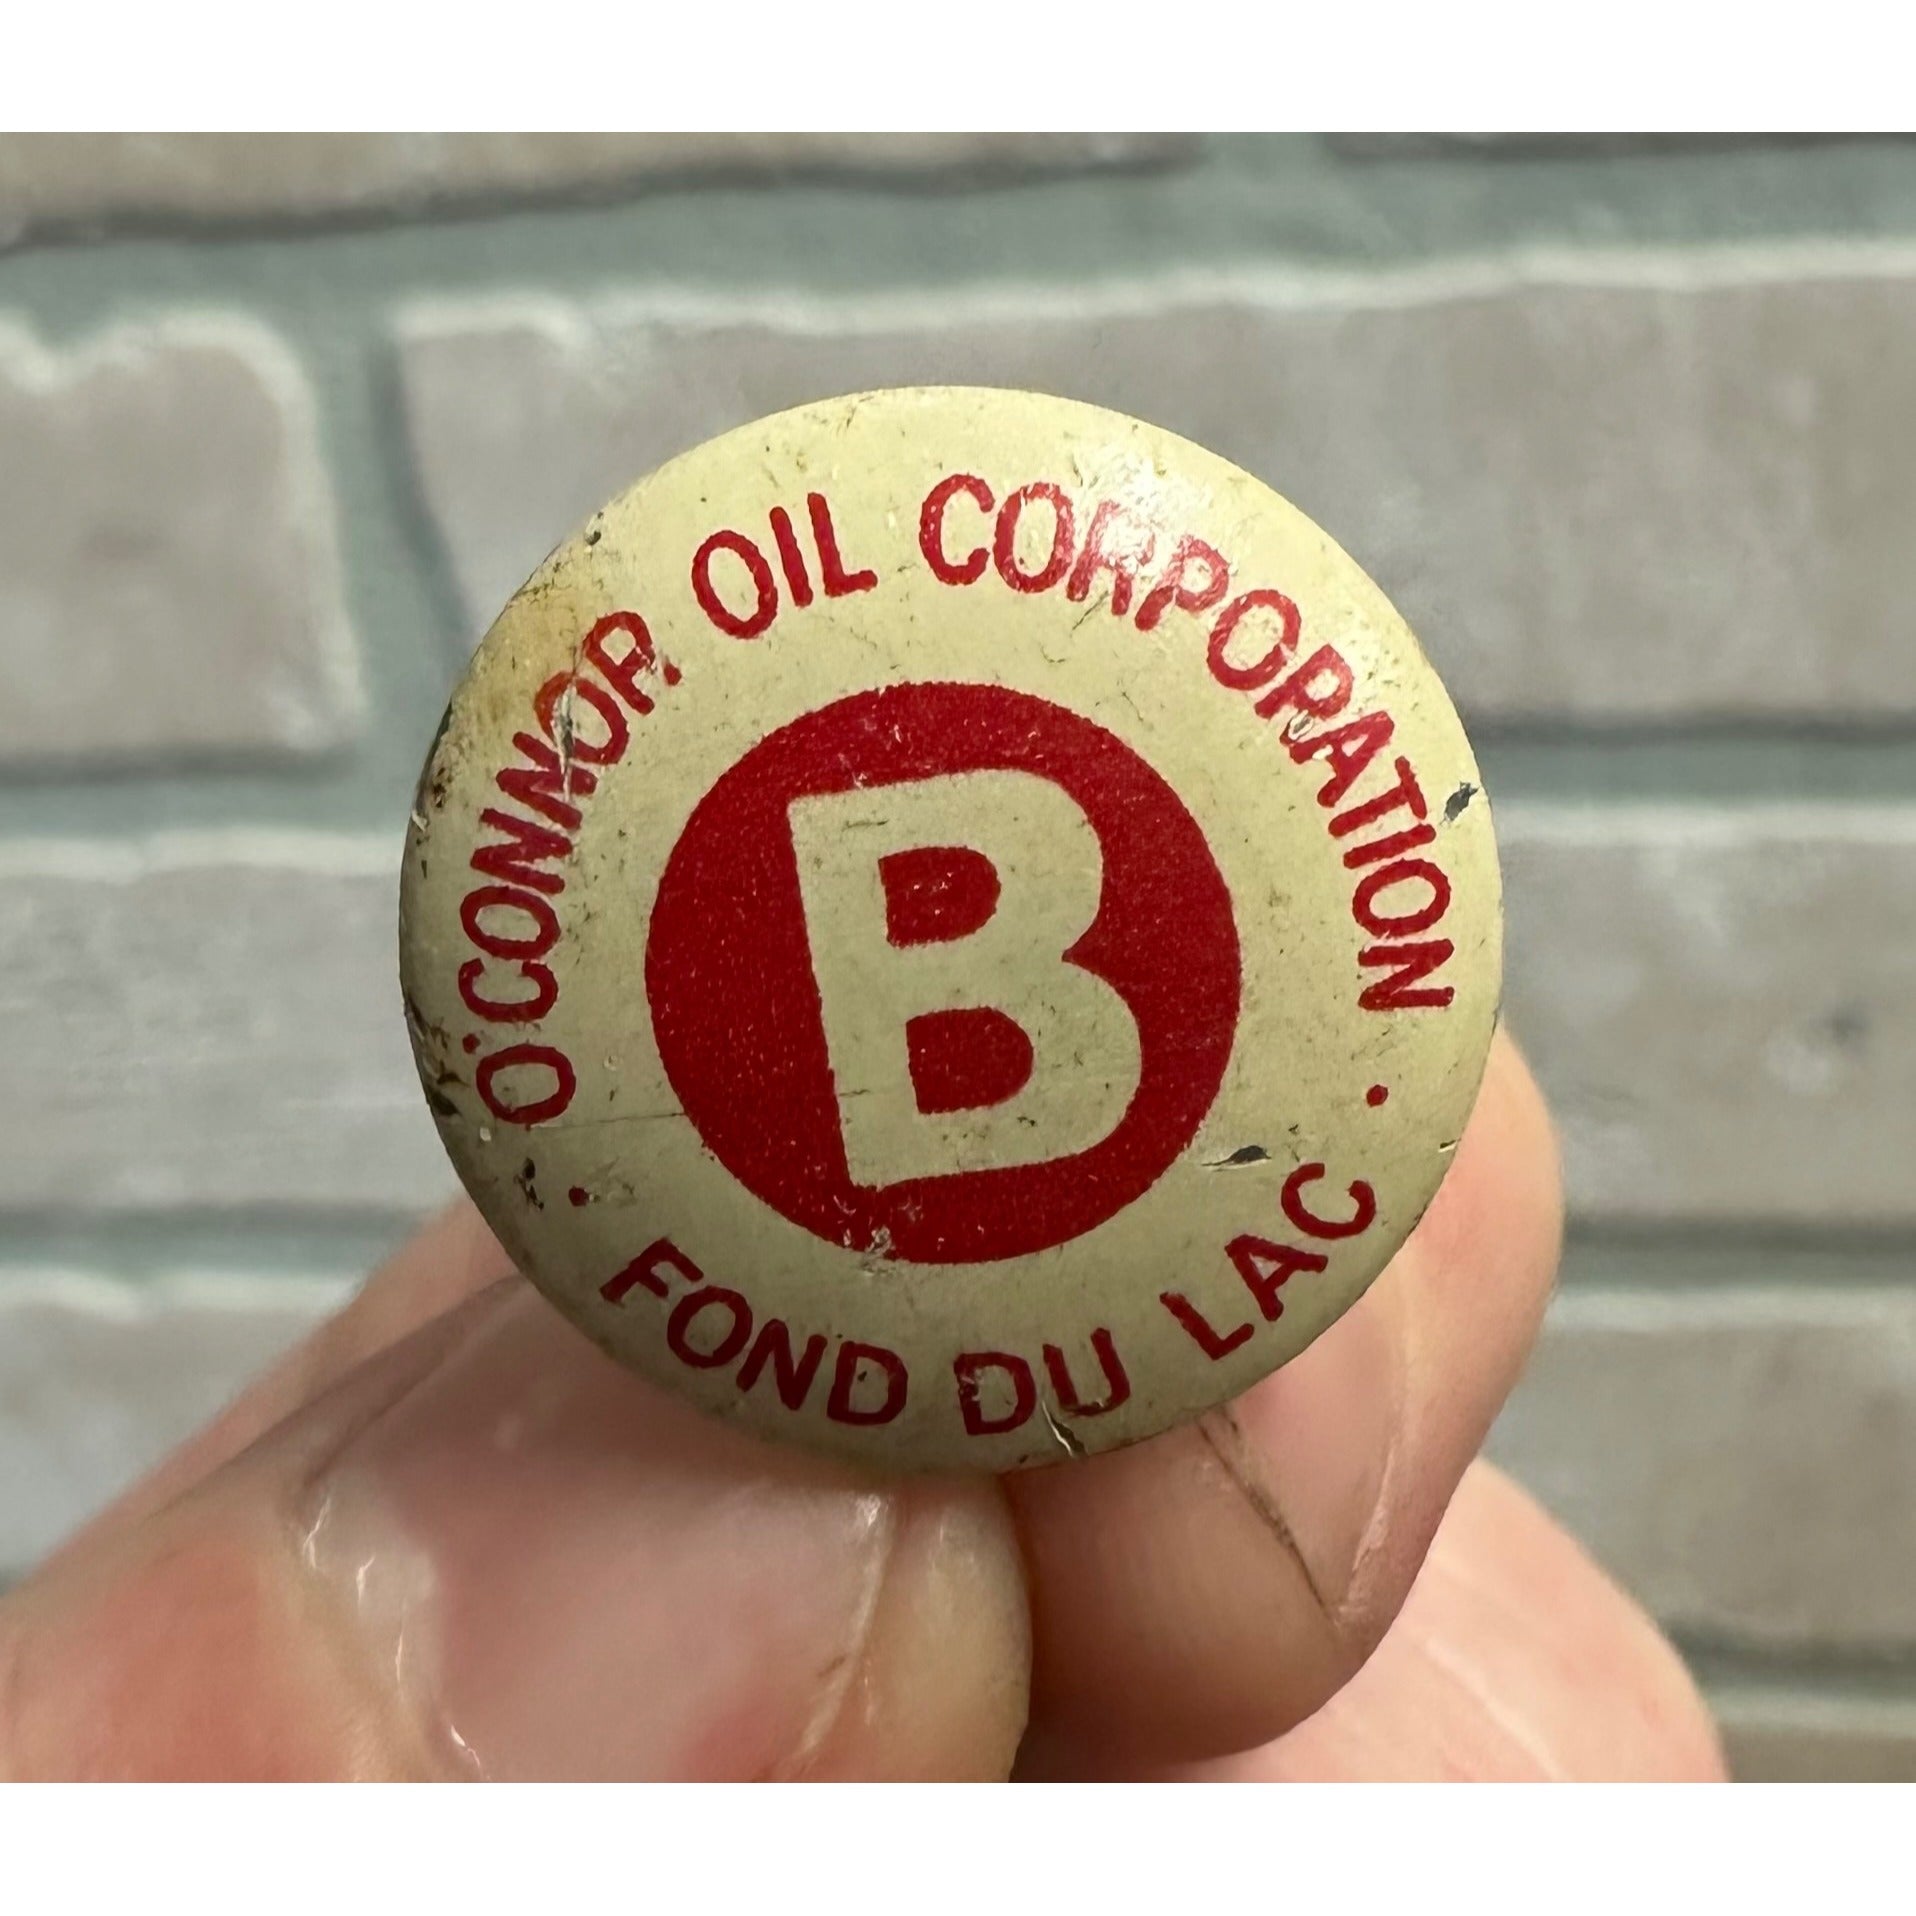 O'CONNOR OIL CORPORATION
B
· FOND DU LAC ·